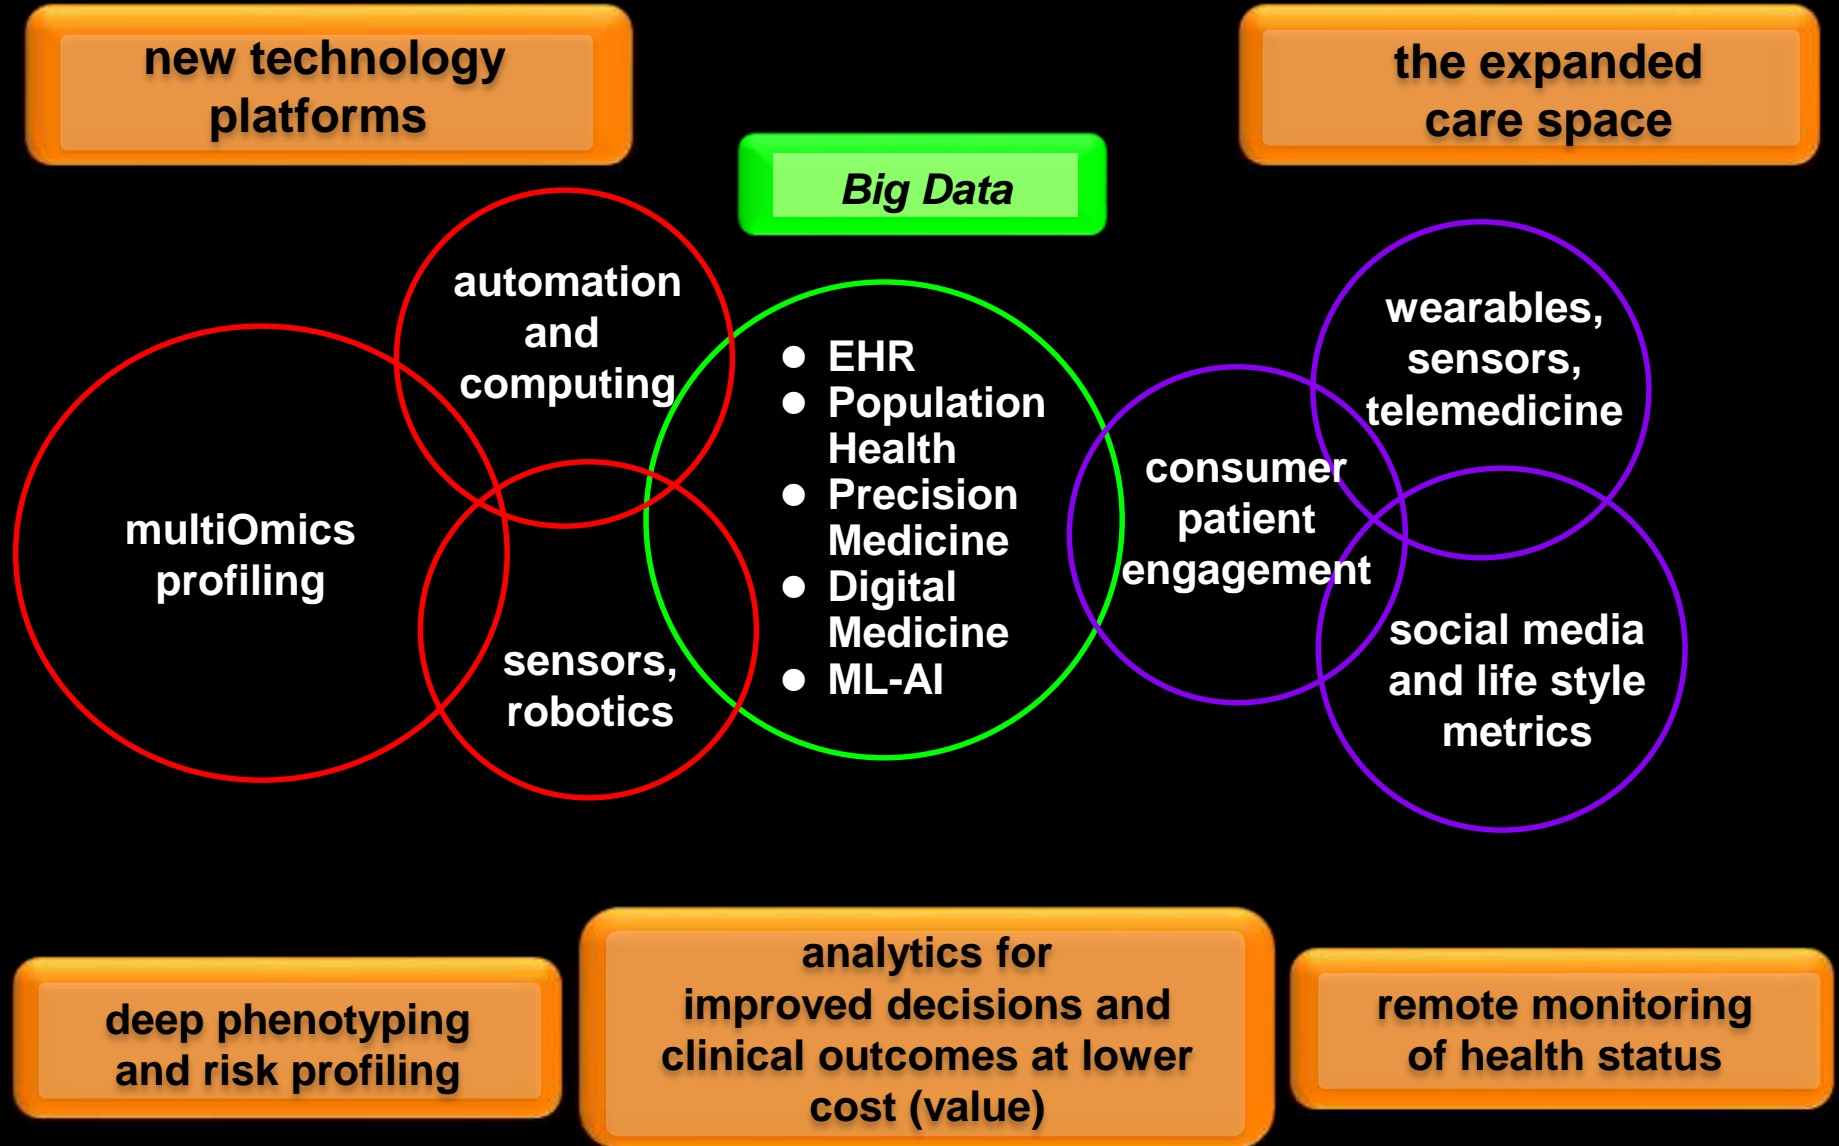 new technology
platforms
the expanded
care space
Big Data
automation
and
computing
multiOmics
profiling
sensors,
robotics
● EHR
● Population
Health
● Precision
Medicine
● Digital
Medicine
● ML-AI
consumer
patient
engagement
wearables,
sensors,
telemedicine
social media
and life style
metrics
deep phenotyping
and risk profiling
analytics for
improved decisions and
clinical outcomes at lower
cost (value)
remote monitoring
of health status